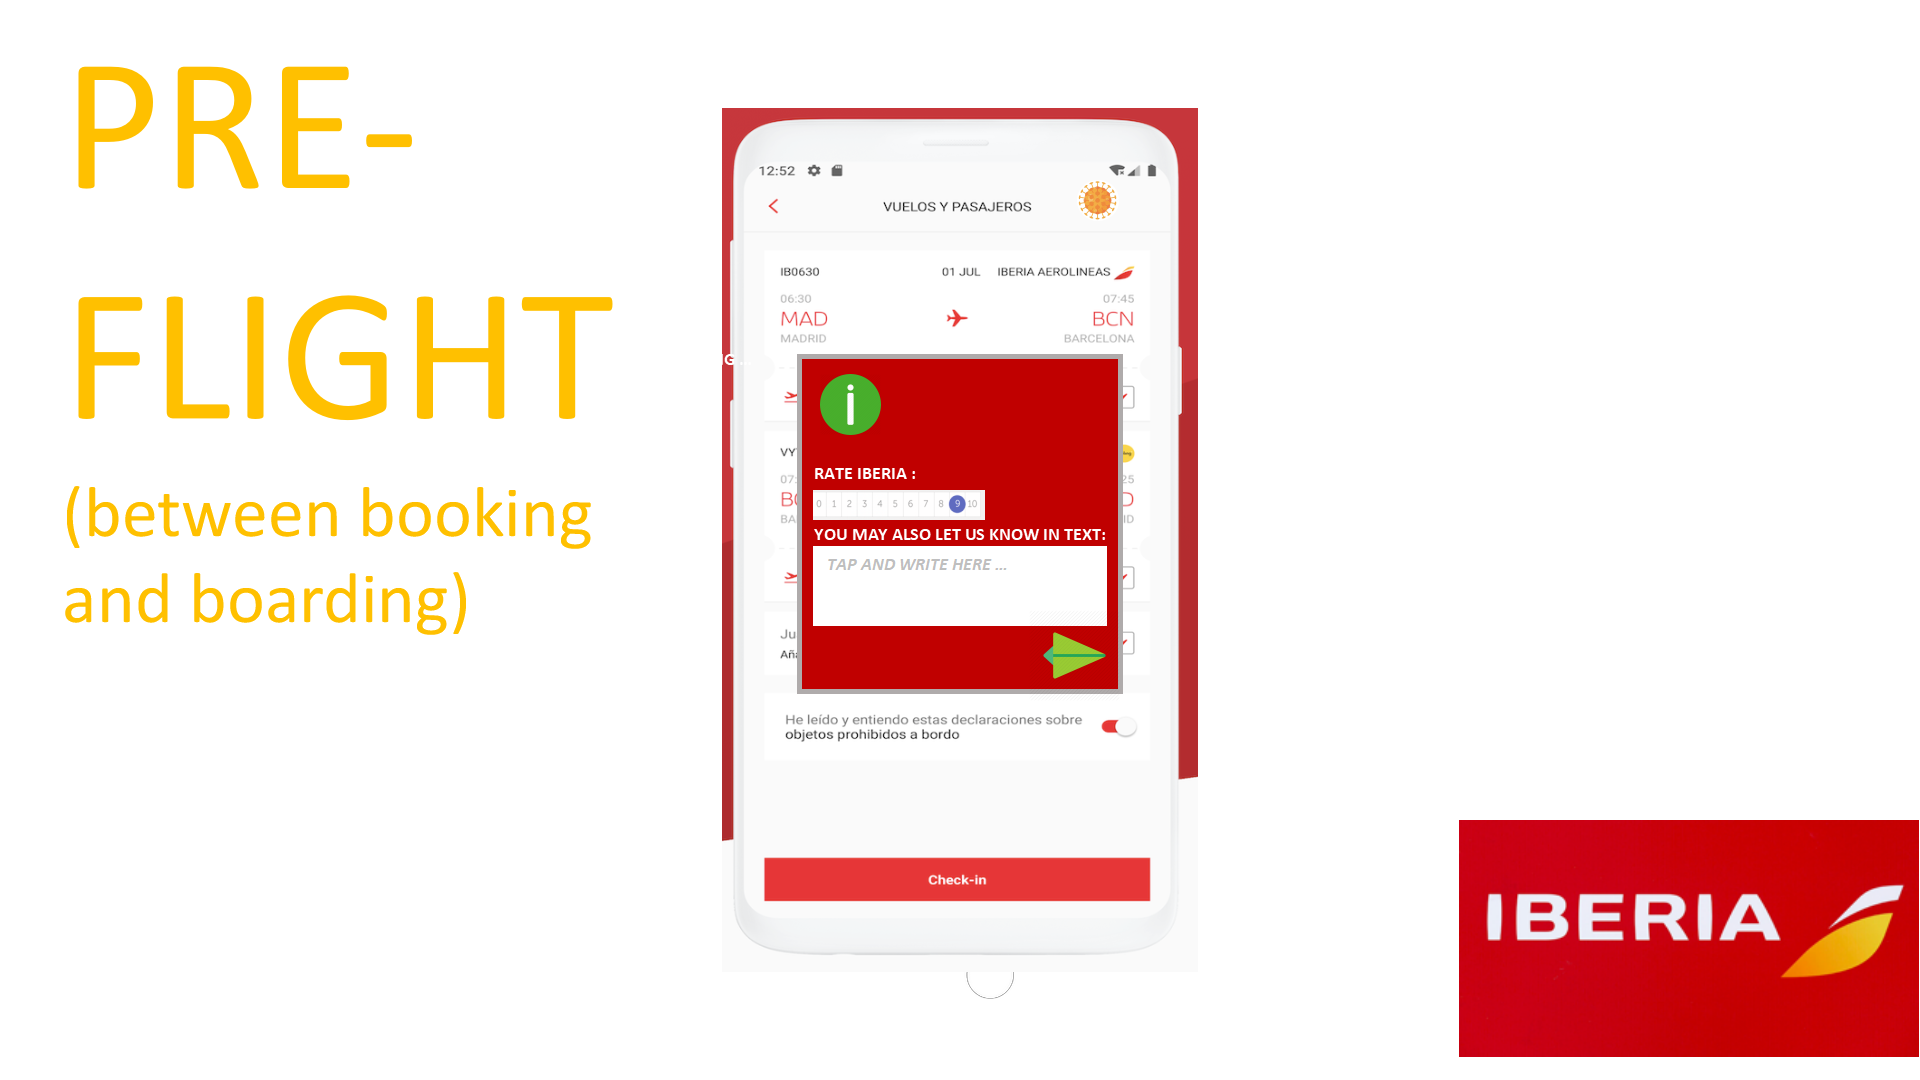 PRE-
FLIGHT
(between booking
and boarding)
12:52
VUELOS Y PASAJEROS
IB0630 01 JUL IBERIA AEROLINEAS
06:30 07:45
MAD BCN
MADRID BARCELONA
RATE IBERIA :
0 1 2 3 4 5 6 7 8 9 10
YOU MAY ALSO LET US KNOW IN TEXT:
TAP AND WRITE HERE ...
He leído y entiendo estas declaraciones sobre
objetos prohibidos a bordo
Check-in
IBERIA